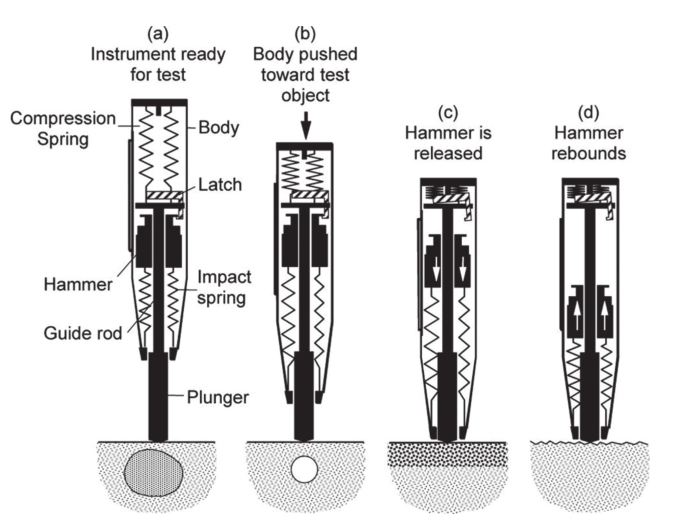 (a)
Instrument ready
for test
(b)
Body pushed
toward test
object
(c)
Hammer is
released
(d)
Hammer
rebounds
Compression
Spring
Body
Latch
Hammer
Impact
spring
Guide rod
Plunger